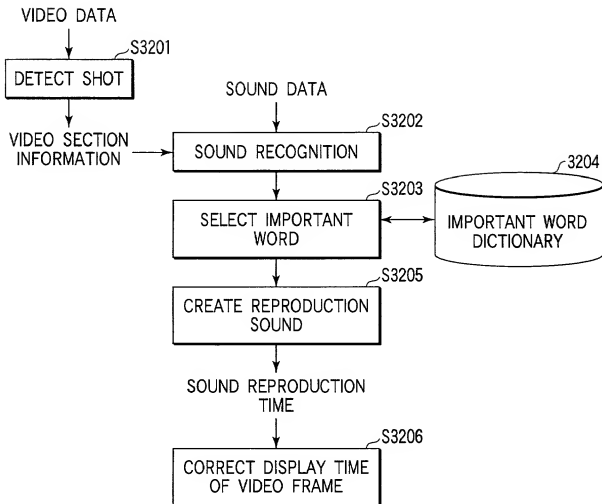 VIDEO DATA
S3201
DETECT SHOT
SOUND DATA
VIDEO SECTION
INFORMATION
S3202
SOUND RECOGNITION
S3203
SELECT IMPORTANT
WORD
3204
IMPORTANT WORD
DICTIONARY
S3205
CREATE REPRODUCTION
SOUND
SOUND REPRODUCTION
TIME
S3206
CORRECT DISPLAY TIME
OF VIDEO FRAME